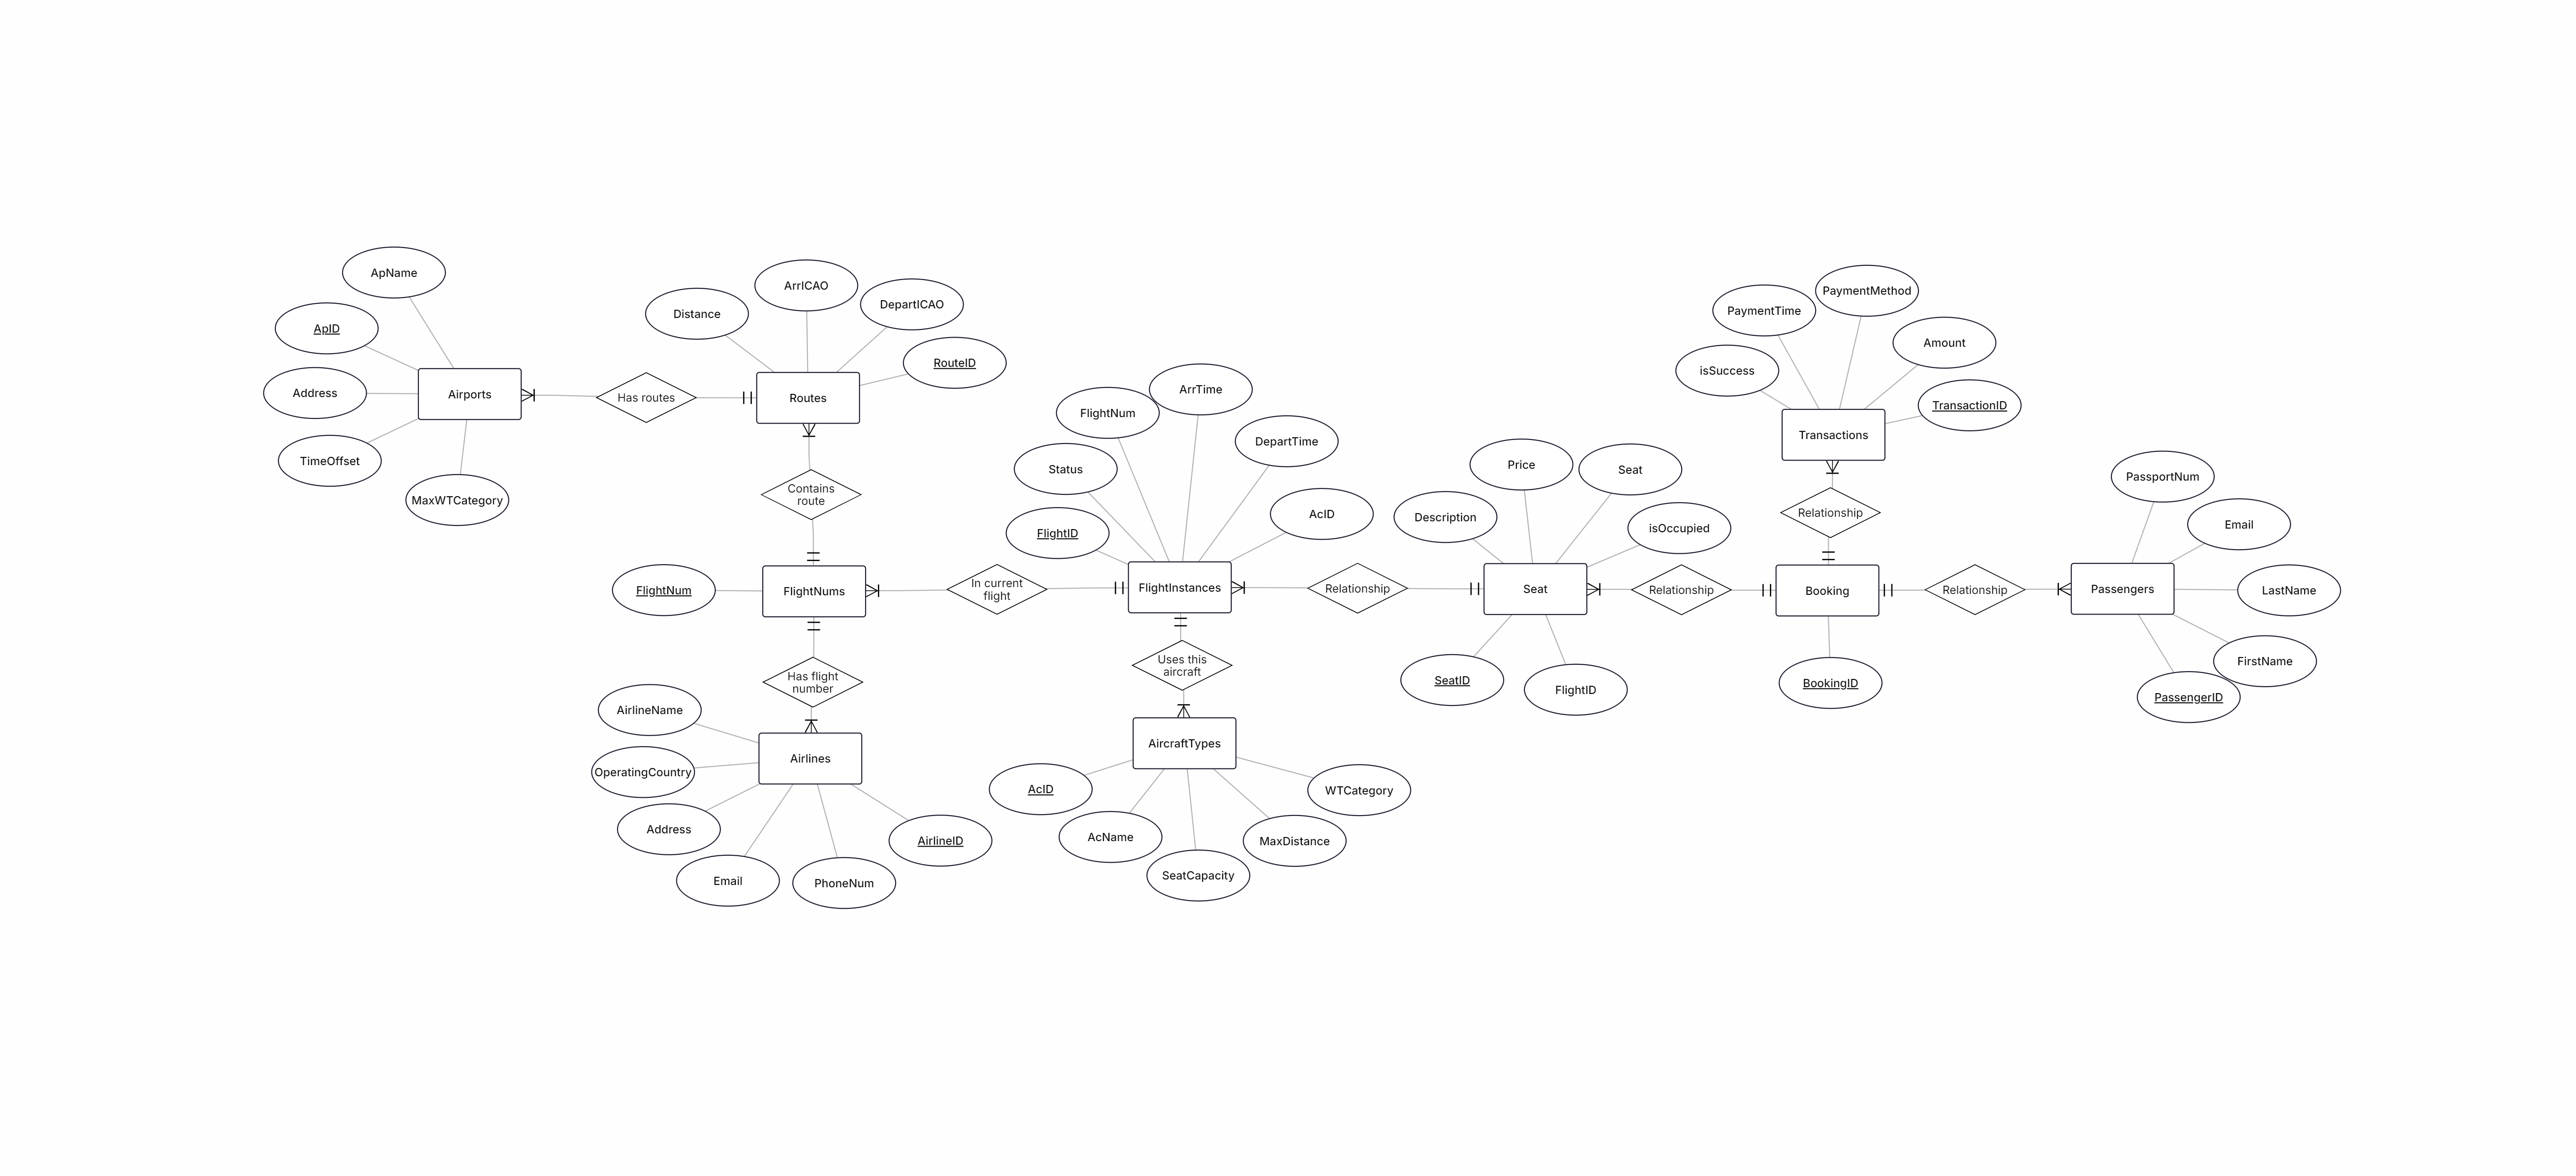 ApName
ApID
Address
TimeOffset
MaxWTCategory
Airports
Has routes
Distance
ArrICAO
DepartICAO
RouteID
Routes
Contains
route
FlightNum
FlightNums
In current
flight
Has flight
number
AirlineName
OperatingCountry
Address
Email
PhoneNum
AirlineID
Airlines
FlightID
Status
FlightNum
ArrTime
DepartTime
AcID
FlightInstances
Uses this
aircraft
AircraftTypes
AcID
AcName
SeatCapacity
MaxDistance
WTCategory
Relationship
Description
Price
Seat
isOccupied
Seat
SeatID
FlightID
Relationship
isSuccess
PaymentTime
PaymentMethod
Amount
TransactionID
Transactions
Relationship
Booking
BookingID
Relationship
PassportNum
Email
LastName
FirstName
PassengerID
Passengers